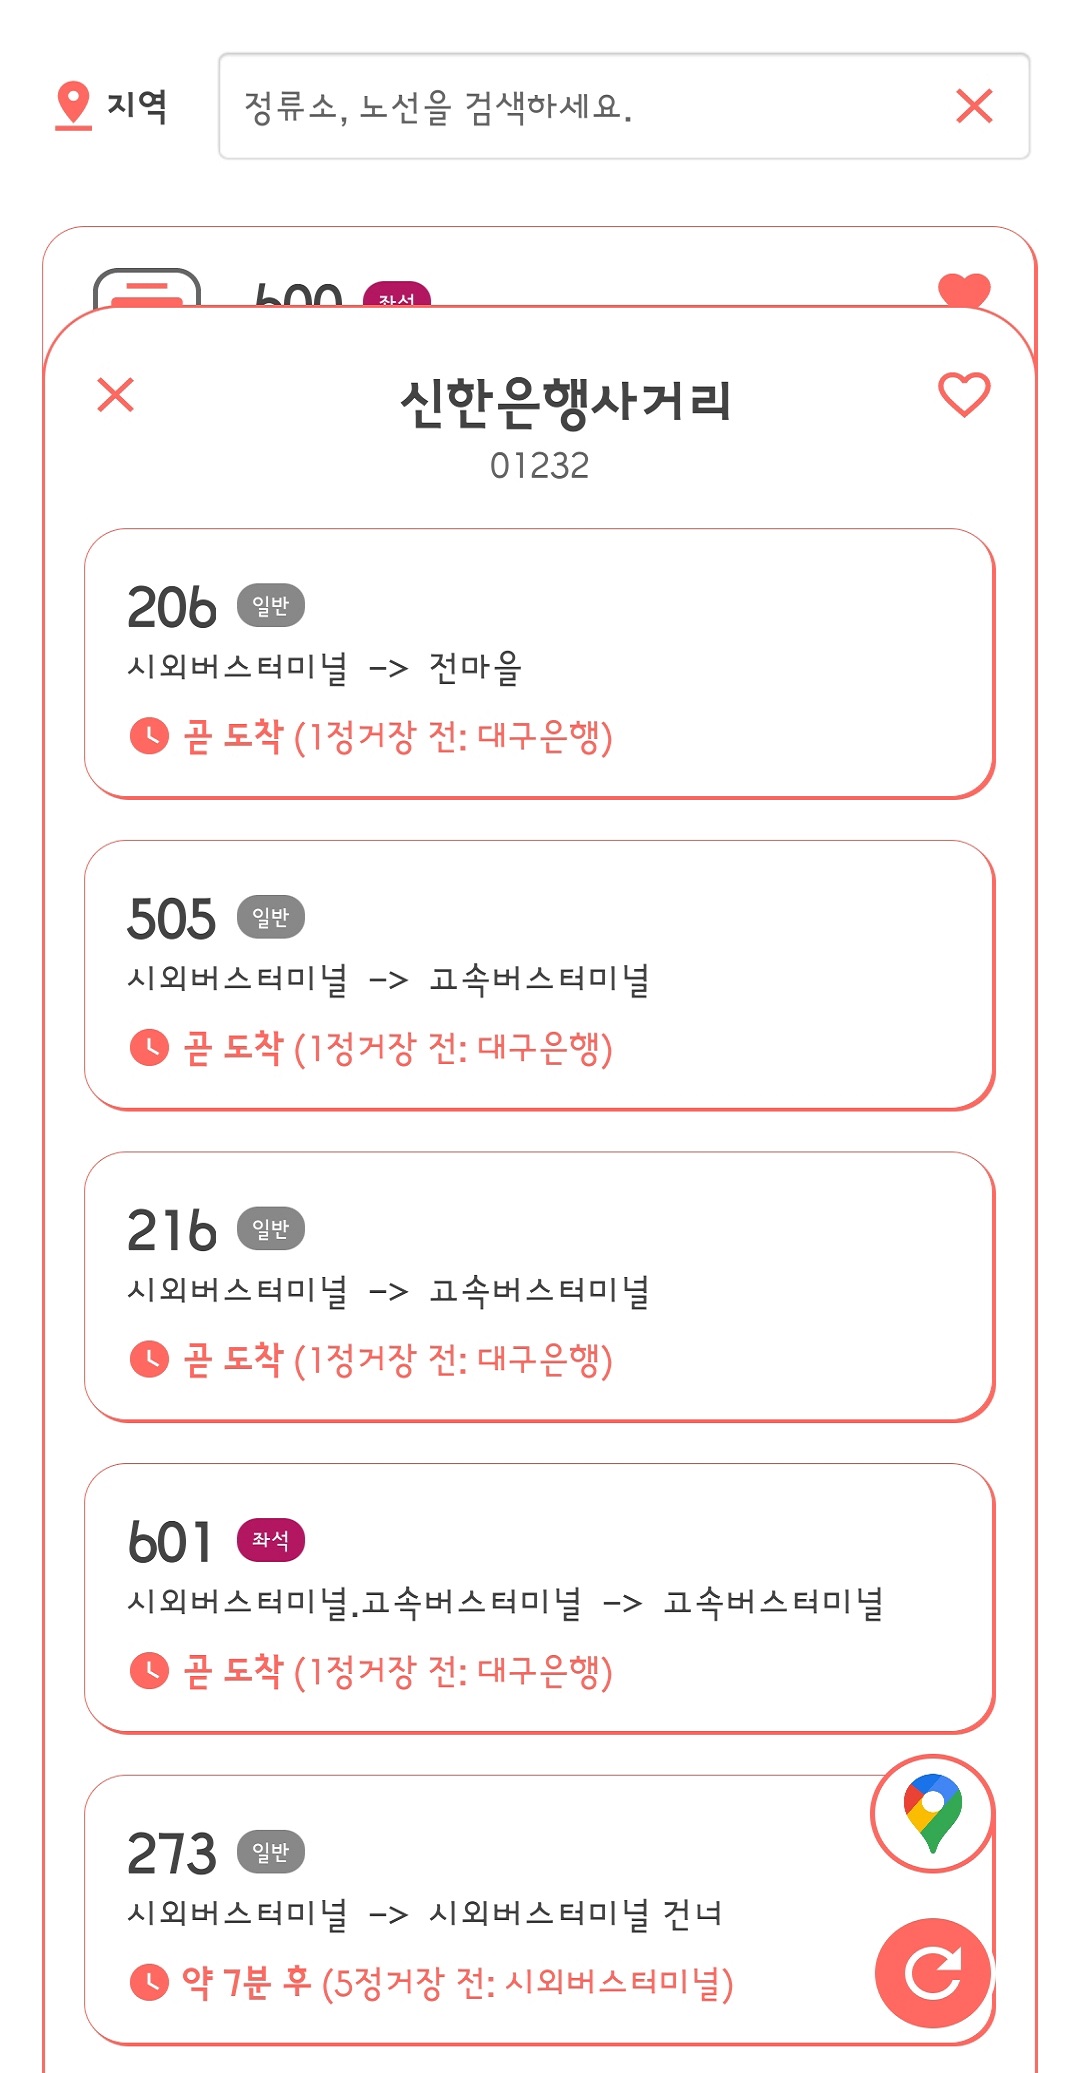 지역
정류소, 노선을 검색하세요.
600 좌석
신한은행사거리
01232
206 일반
시외버스터미널 -> 전마을
곧 도착 (1정거장 전: 대구은행)
505 일반
시외버스터미널 -> 고속버스터미널
곧 도착 (1정거장 전: 대구은행)
216 일반
시외버스터미널 -> 고속버스터미널
곧 도착 (1정거장 전: 대구은행)
601 좌석
시외버스터미널.고속버스터미널 -> 고속버스터미널
곧 도착 (1정거장 전: 대구은행)
273 일반
시외버스터미널 -> 시외버스터미널 건너
약 7분 후 (5정거장 전: 시외버스터미널)